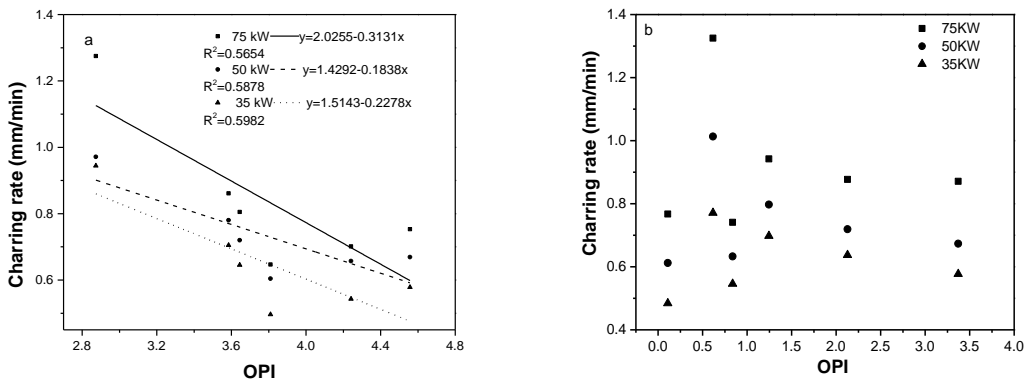 a
75 kW y=2.0255-0.3131x
R²=0.5654
50 kW y=1.4292-0.1838x
R²=0.5878
35 kW y=1.5143-0.2278x
R²=0.5982
1.4
1.2
1.0
0.8
0.6
Charring rate (mm/min)
2.8 3.2 3.6 4.0 4.4 4.8
OPI
b
75KW
50KW
35KW
1.4
1.2
1.0
0.8
0.6
0.4
Charring rate (mm/min)
0.0 0.5 1.0 1.5 2.0 2.5 3.0 3.5 4.0
OPI